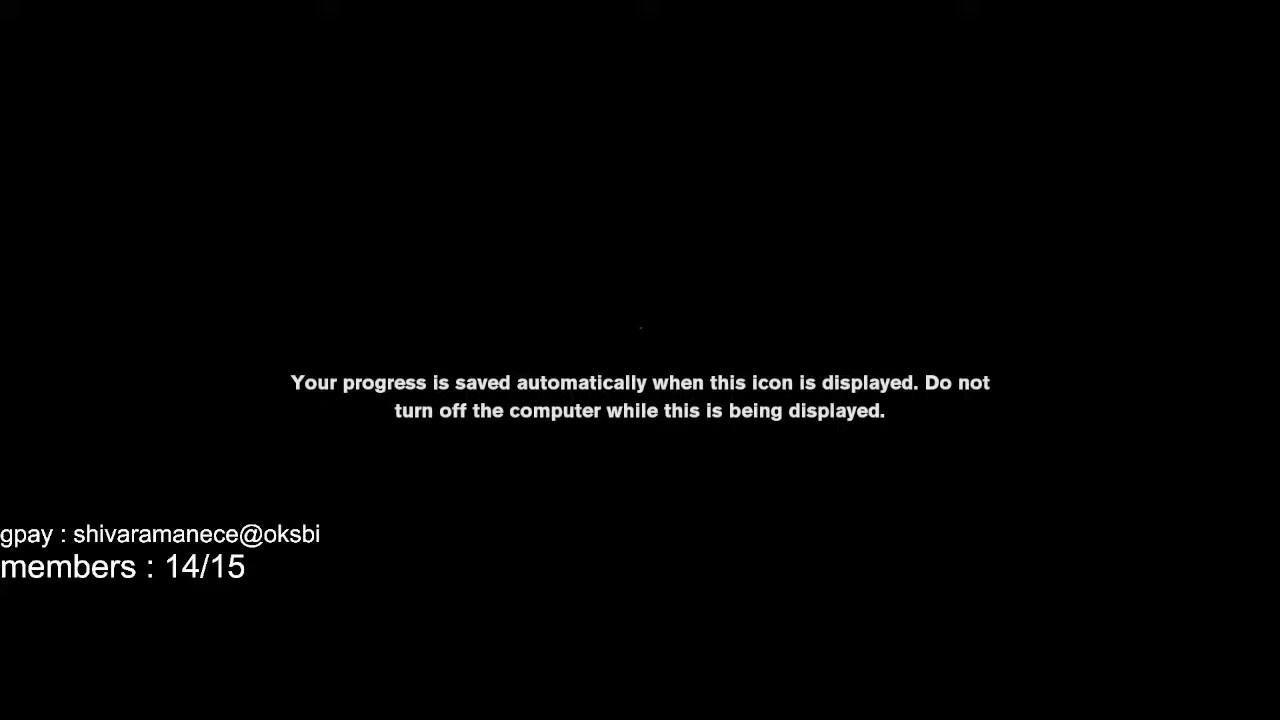 Your progress is saved automatically when this icon is displayed. Do not
turn off the computer while this is being displayed.
gpay : shivaramanece@oksbi
members : 14/15